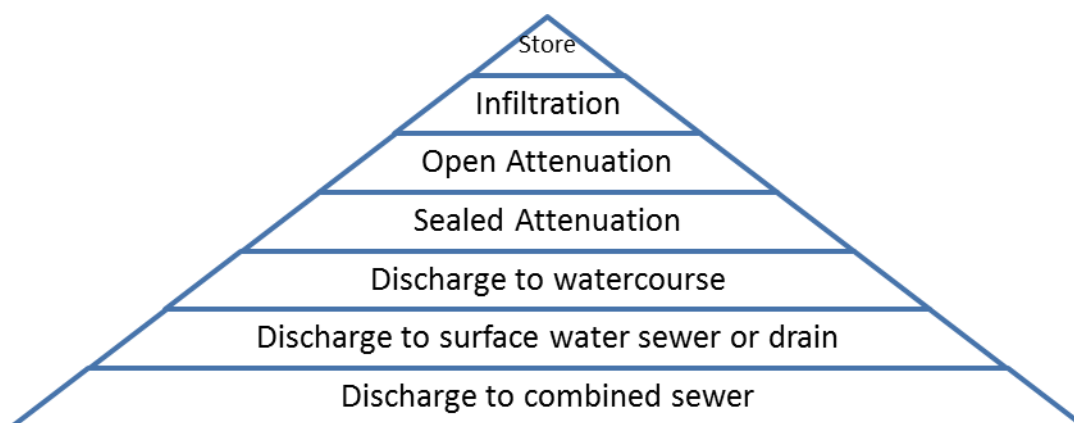 Store
Infiltration
Open Attenuation
Sealed Attenuation
Discharge to watercourse
Discharge to surface water sewer or drain
Discharge to combined sewer